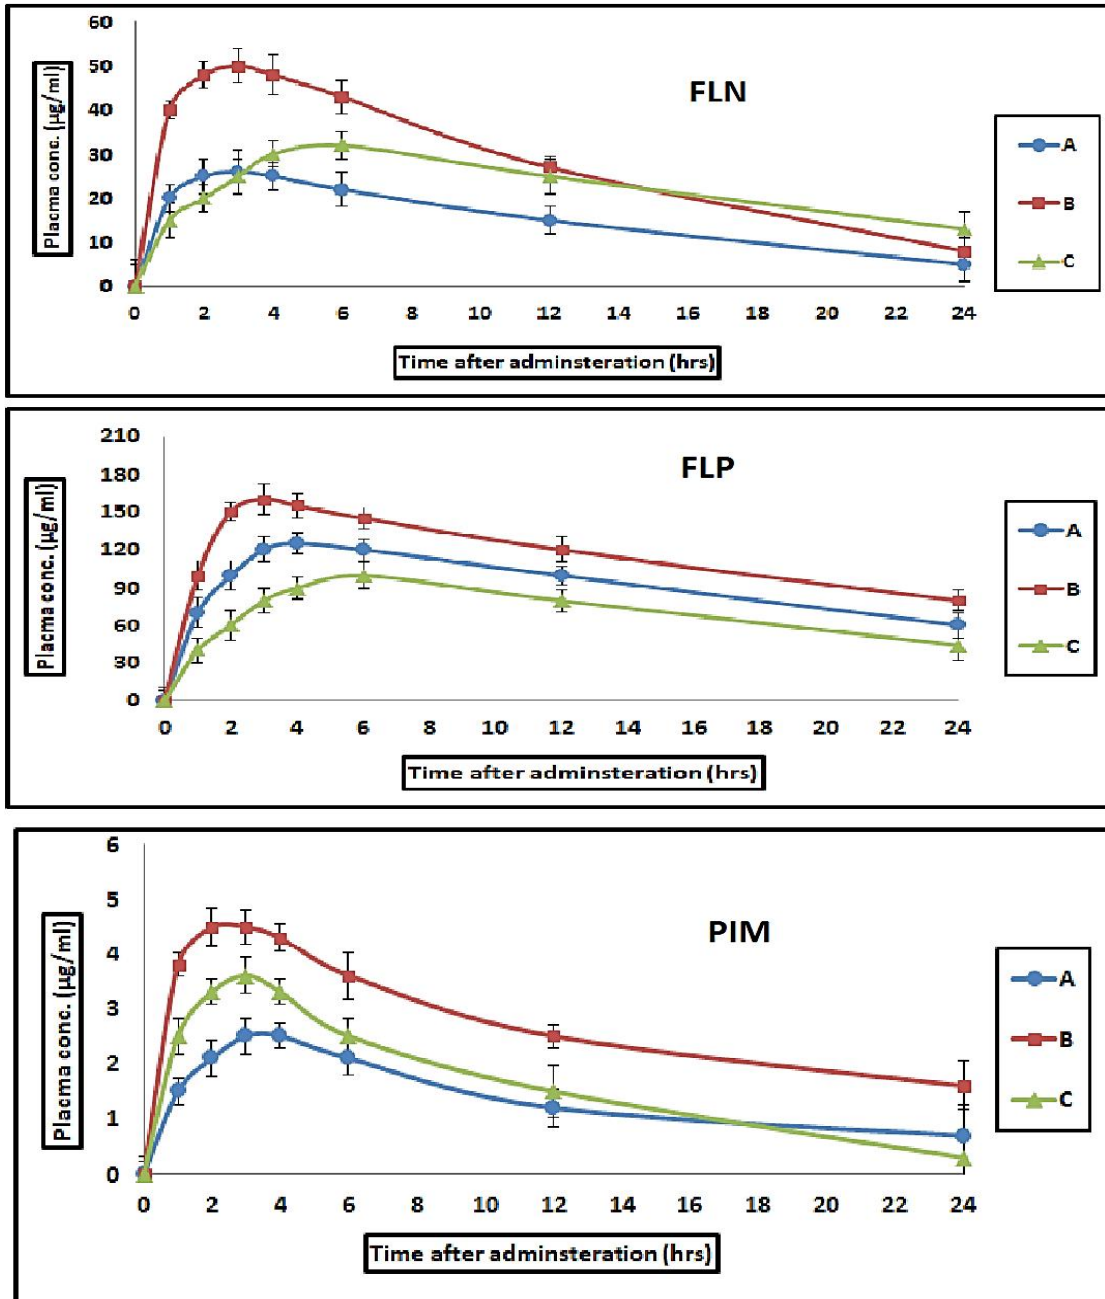 60
50
40
30
20
10
0
Placma conc. (µg/ml)
FLN
A
B
C
0 2 4 6 8 10 12 14 16 18 20 22 24
Time after adminsteration (hrs)
210
180
150
120
90
60
30
0
Placma conc. (µg/ml)
FLP
A
B
C
0 2 4 6 8 10 12 14 16 18 20 22 24
Time after adminsteration (hrs)
6
5
4
3
2
1
0
Placma conc. (µg/ml)
PIM
A
B
C
0 2 4 6 8 10 12 14 16 18 20 22 24
Time after adminsteration (hrs)